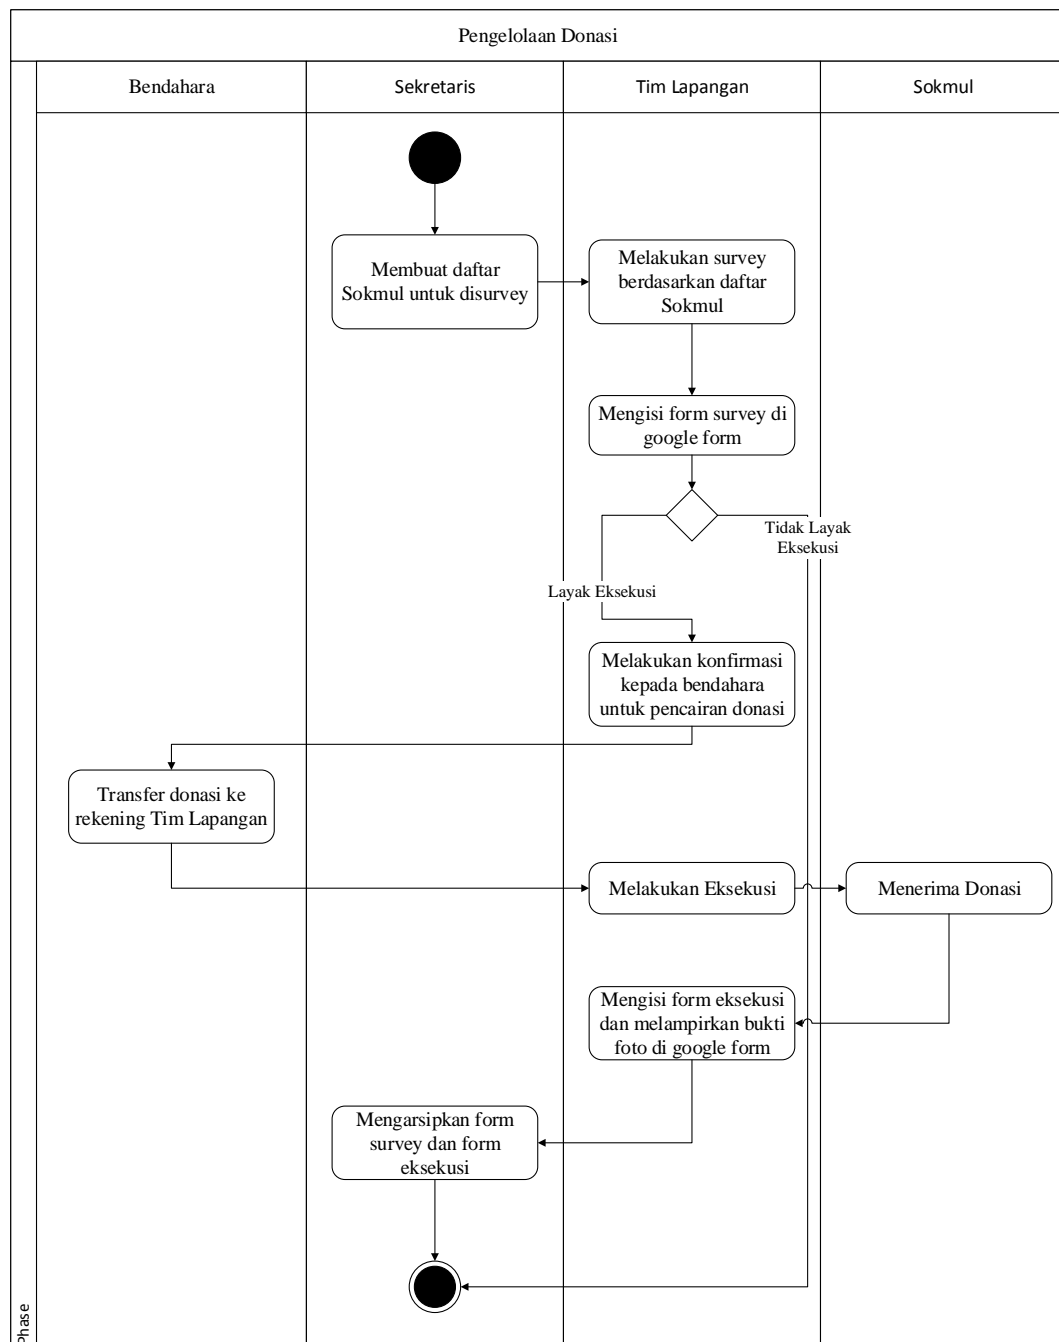 Pengelolaan Donasi
Bendahara
Sekretaris
Tim Lapangan
Sokmul
Membuat daftar
Sokmul untuk disurvey
Melakukan survey
berdasarkan daftar
Sokmul
Mengisi form survey di
google form
Tidak Layak
Eksekusi
Layak Eksekusi
Melakukan konfirmasi
kepada bendahara
untuk pencairan donasi
Transfer donasi ke
rekening Tim Lapangan
Melakukan Eksekusi
Menerima Donasi
Mengisi form eksekusi
dan melampirkan bukti
foto di google form
Mengarsipkan form
survey dan form
eksekusi
Phase